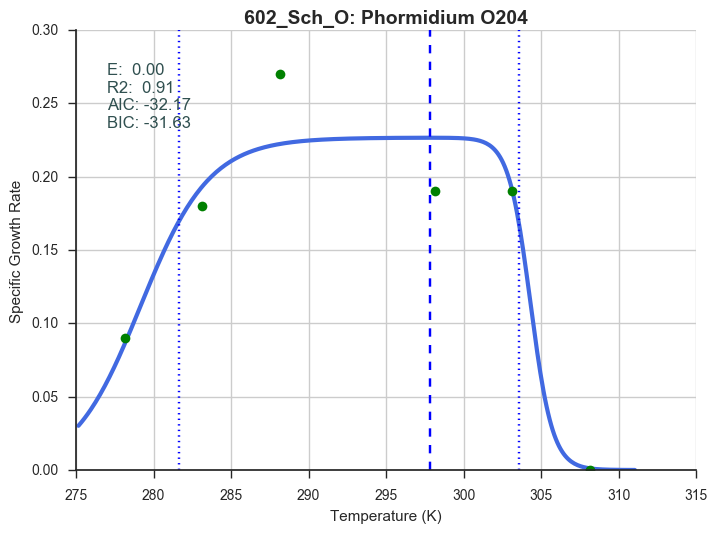 602_Sch_O: Phormidium O204
0.30
0.25
0.20
0.15
0.10
0.05
0.00
Specific Growth Rate
E: 0.00
R2: 0.91
AIC: -32.17
BIC: -31.63
275 280 285 290 295 300 305 310 315
Temperature (K)